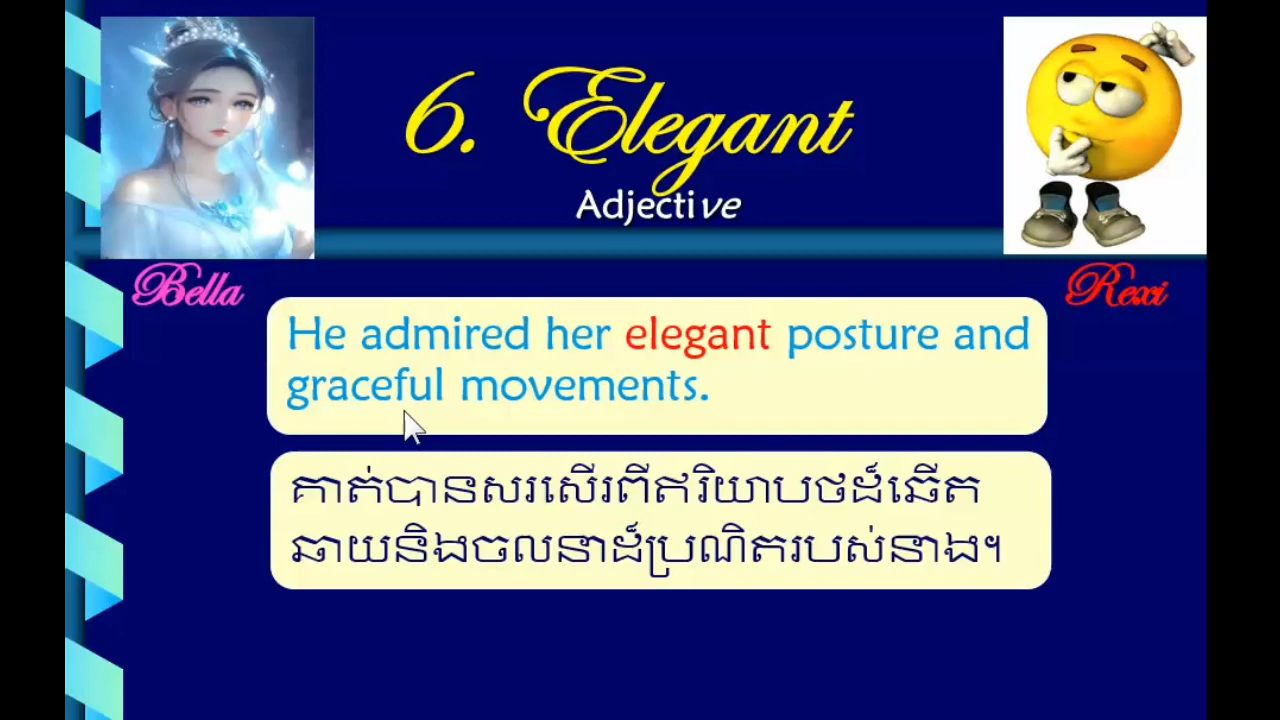 6. Elegant
Adjective
Bella
Rexi
He admired her elegant posture and
graceful movements.
គាត់បានសរសើរពីឥរិយាបថដ៏ឆើត
ឆាយនិងចលនាដ៏ប្រណិតរបស់នាង។